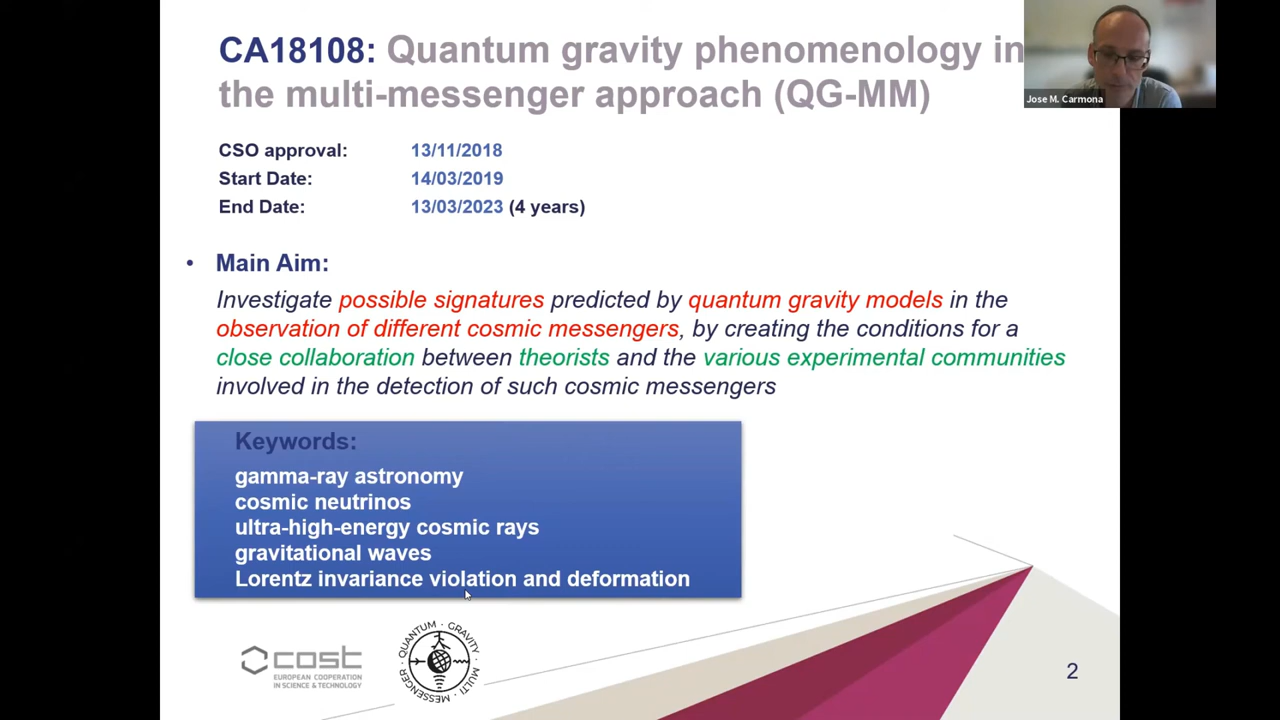 CA18108: Quantum gravity phenomenology in
the multi-messenger approach (QG-MM)
Jose M. Carmona
CSO approval: 13/11/2018
Start Date: 14/03/2019
End Date: 13/03/2023 (4 years)
• Main Aim:
Investigate possible signatures predicted by quantum gravity models in the
observation of different cosmic messengers, by creating the conditions for a
close collaboration between theorists and the various experimental communities
involved in the detection of such cosmic messengers
Keywords:
gamma-ray astronomy
cosmic neutrinos
ultra-high-energy cosmic rays
gravitational waves
Lorentz invariance violation and deformation
cost
EUROPEAN COOPERATION
IN SCIENCE & TECHNOLOGY
QUANTUM · GRAVITY · MULTI · MESSENGER ·
2